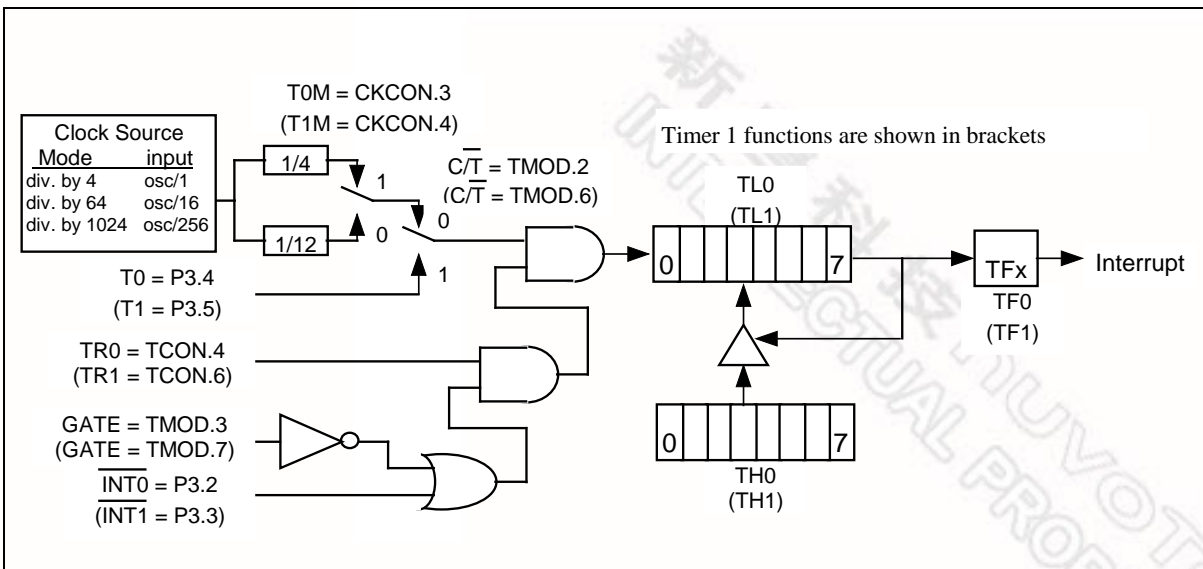 T0M = CKCON.3
(T1M = CKCON.4)
Timer 1 functions are shown in brackets
Clock Source
Mode input
div. by 4 osc/1
div. by 64 osc/16
div. by 1024 osc/256
1/4
1/12
1
0
C/T̅ = TMOD.2
(C/T̅ = TMOD.6)
0
1
T0 = P3.4
(T1 = P3.5)
TL0
(TL1)
0 7
TFx
Interrupt
TF0
(TF1)
TR0 = TCON.4
(TR1 = TCON.6)
GATE = TMOD.3
(GATE = TMOD.7)
I̅N̅T̅0̅ = P3.2
(I̅N̅T̅1̅ = P3.3)
0 7
TH0
(TH1)